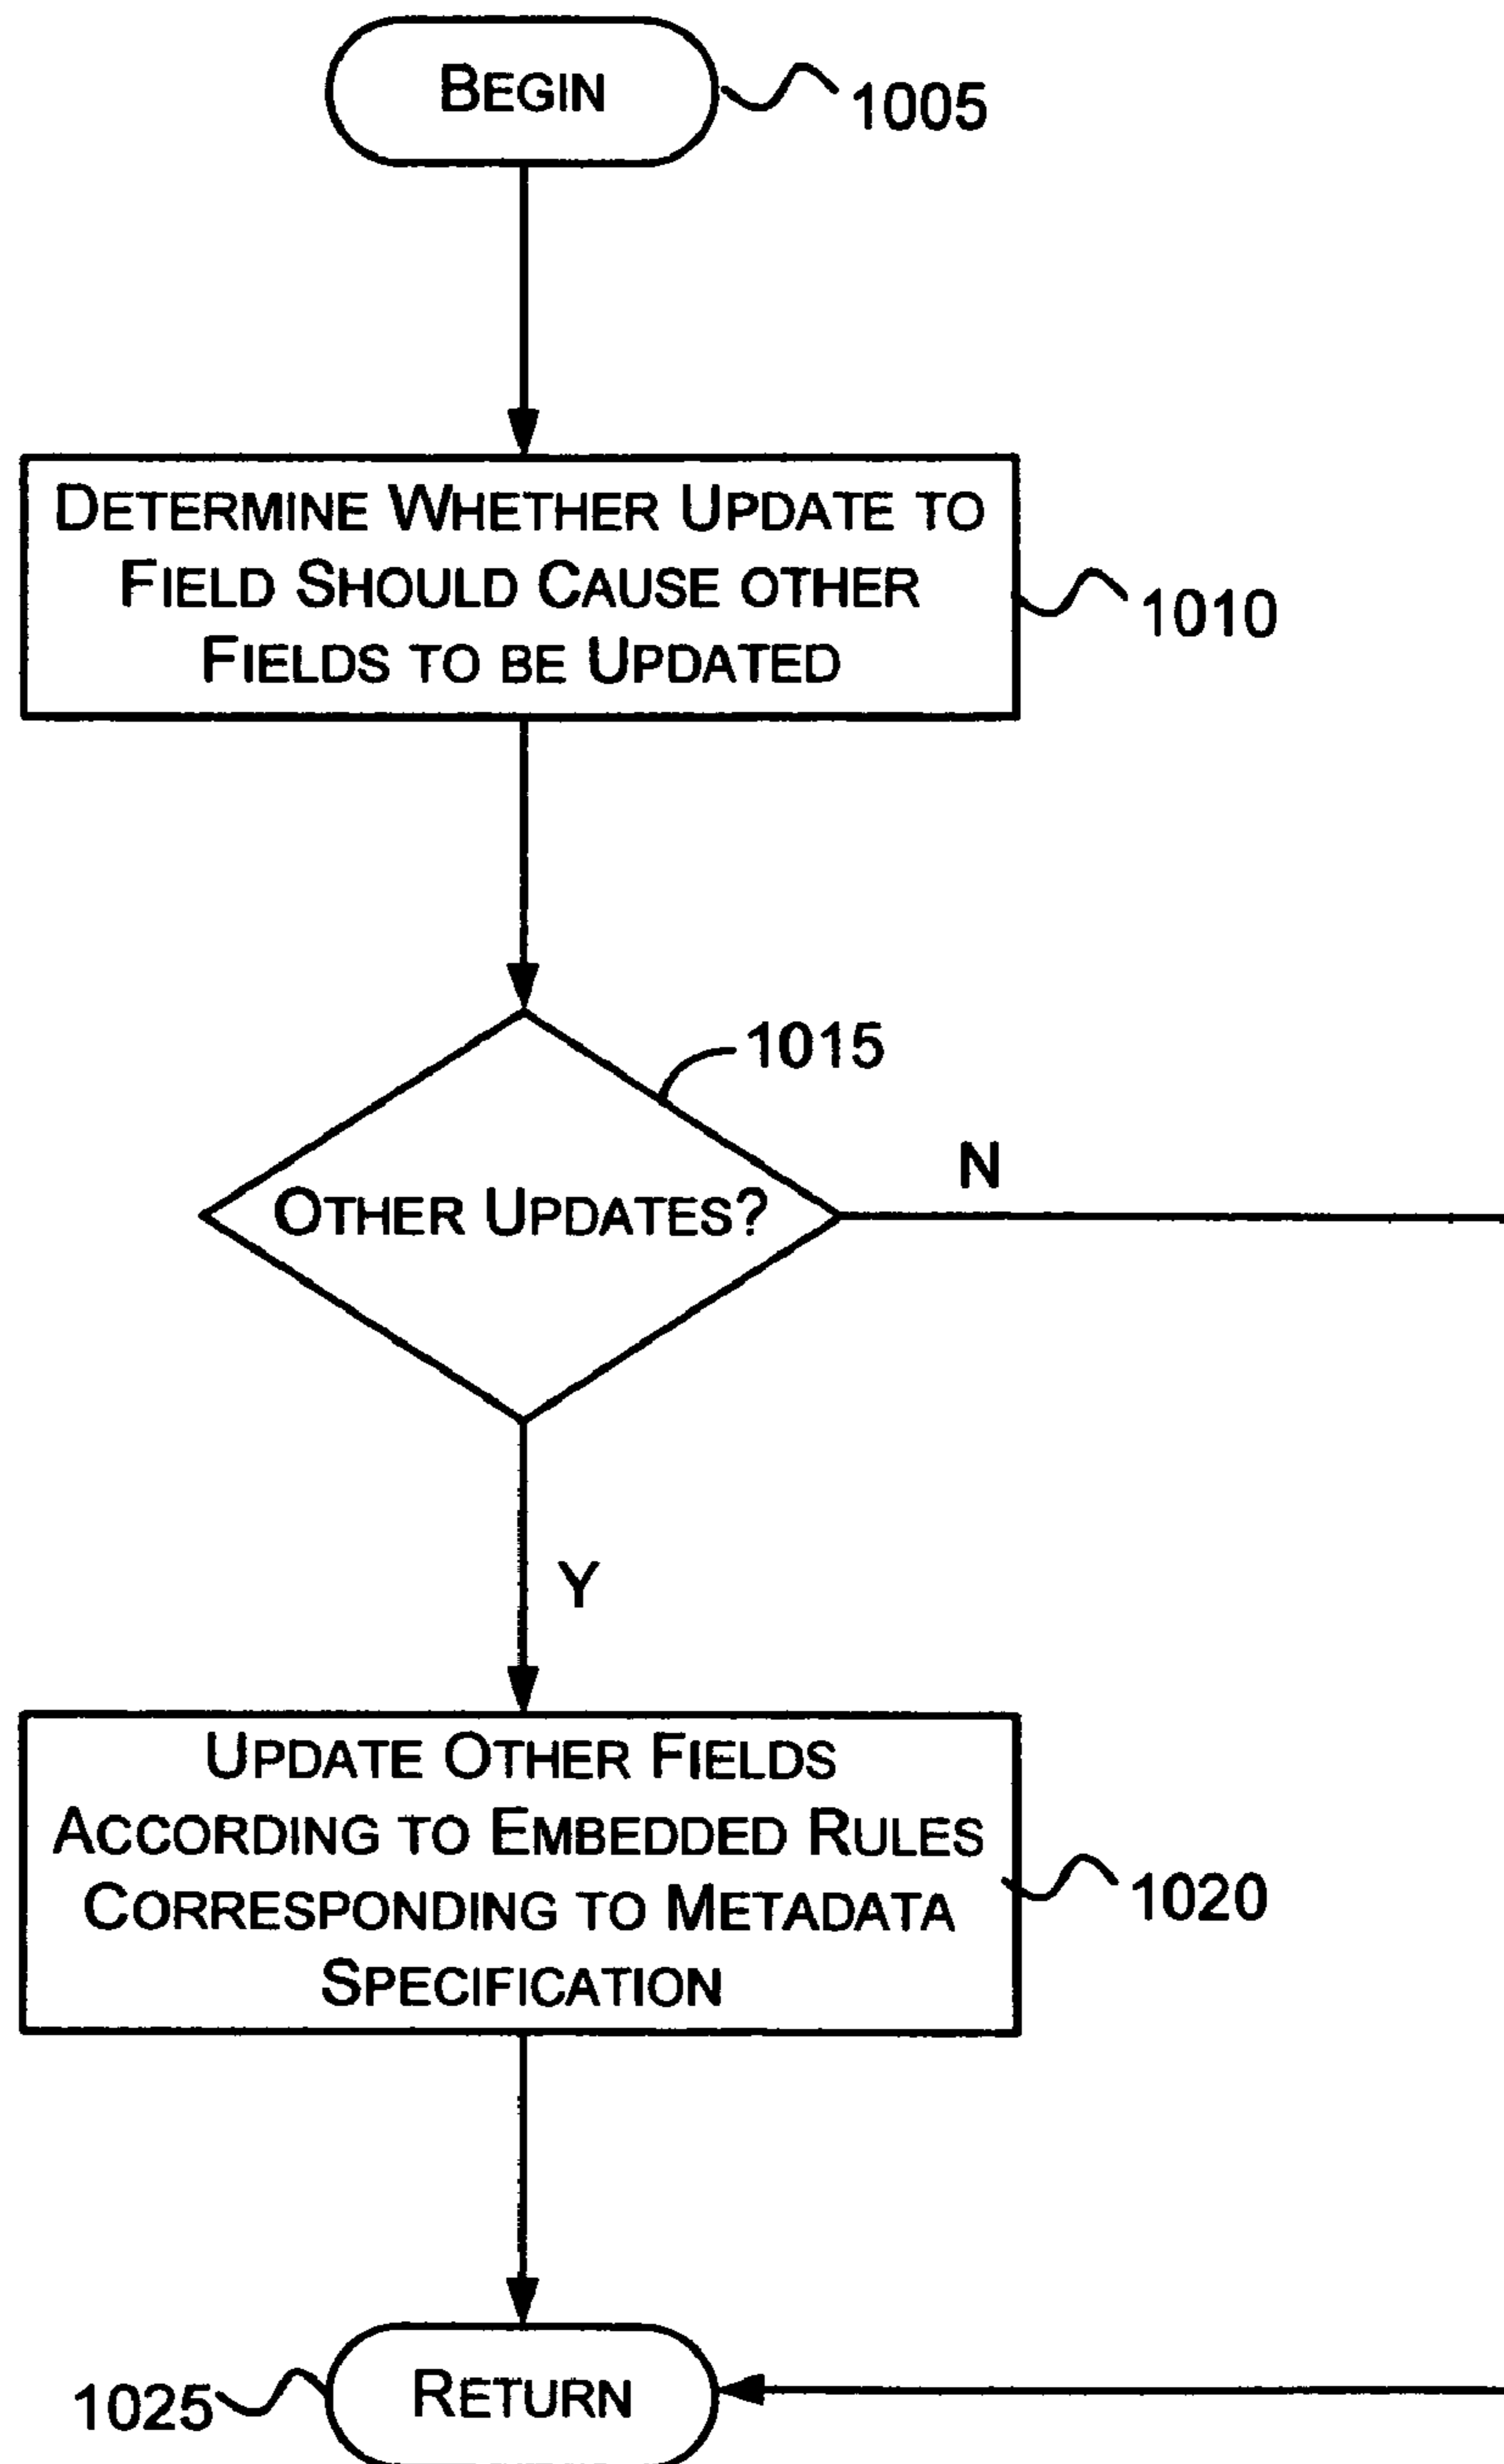 BEGIN
1005
DETERMINE WHETHER UPDATE TO
FIELD SHOULD CAUSE OTHER
FIELDS TO BE UPDATED
1010
1015
OTHER UPDATES?
N
Y
UPDATE OTHER FIELDS
ACCORDING TO EMBEDDED RULES
CORRESPONDING TO METADATA
SPECIFICATION
1020
1025
RETURN